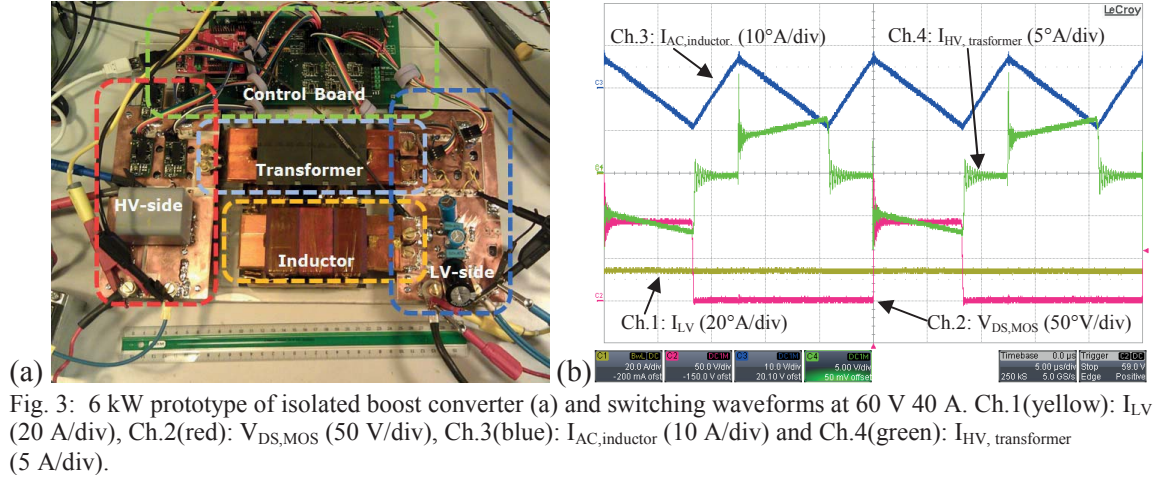 Control Board
Transformer
HV-side
Inductor
LV-side
(a)
LeCroy
Ch.3: I_AC,inductor. (10°A/div)
Ch.4: I_HV, trasformer (5°A/div)
C3
C4
C2
Ch.1: I_LV (20°A/div)
Ch.2: V_DS,MOS (50°V/div)
(b)
C1 BwL DC
20.0 A/div
-200 mA ofst
C2 DC1M
50.0 V/div
-150.0 V ofst
C3 DC1M
10.0 V/div
20.10 V ofst
C4 DC1M
5.00 V/div
50 mV offset
Timebase 0.0 µs
5.00 µs/div
250 kS 5.0 GS/s
Trigger C2 DC
Stop 59.0 V
Edge Positive
Fig. 3: 6 kW prototype of isolated boost converter (a) and switching waveforms at 60 V 40 A. Ch.1(yellow): I_LV
(20 A/div), Ch.2(red): V_DS,MOS (50 V/div), Ch.3(blue): I_AC,inductor (10 A/div) and Ch.4(green): I_HV, transformer
(5 A/div).